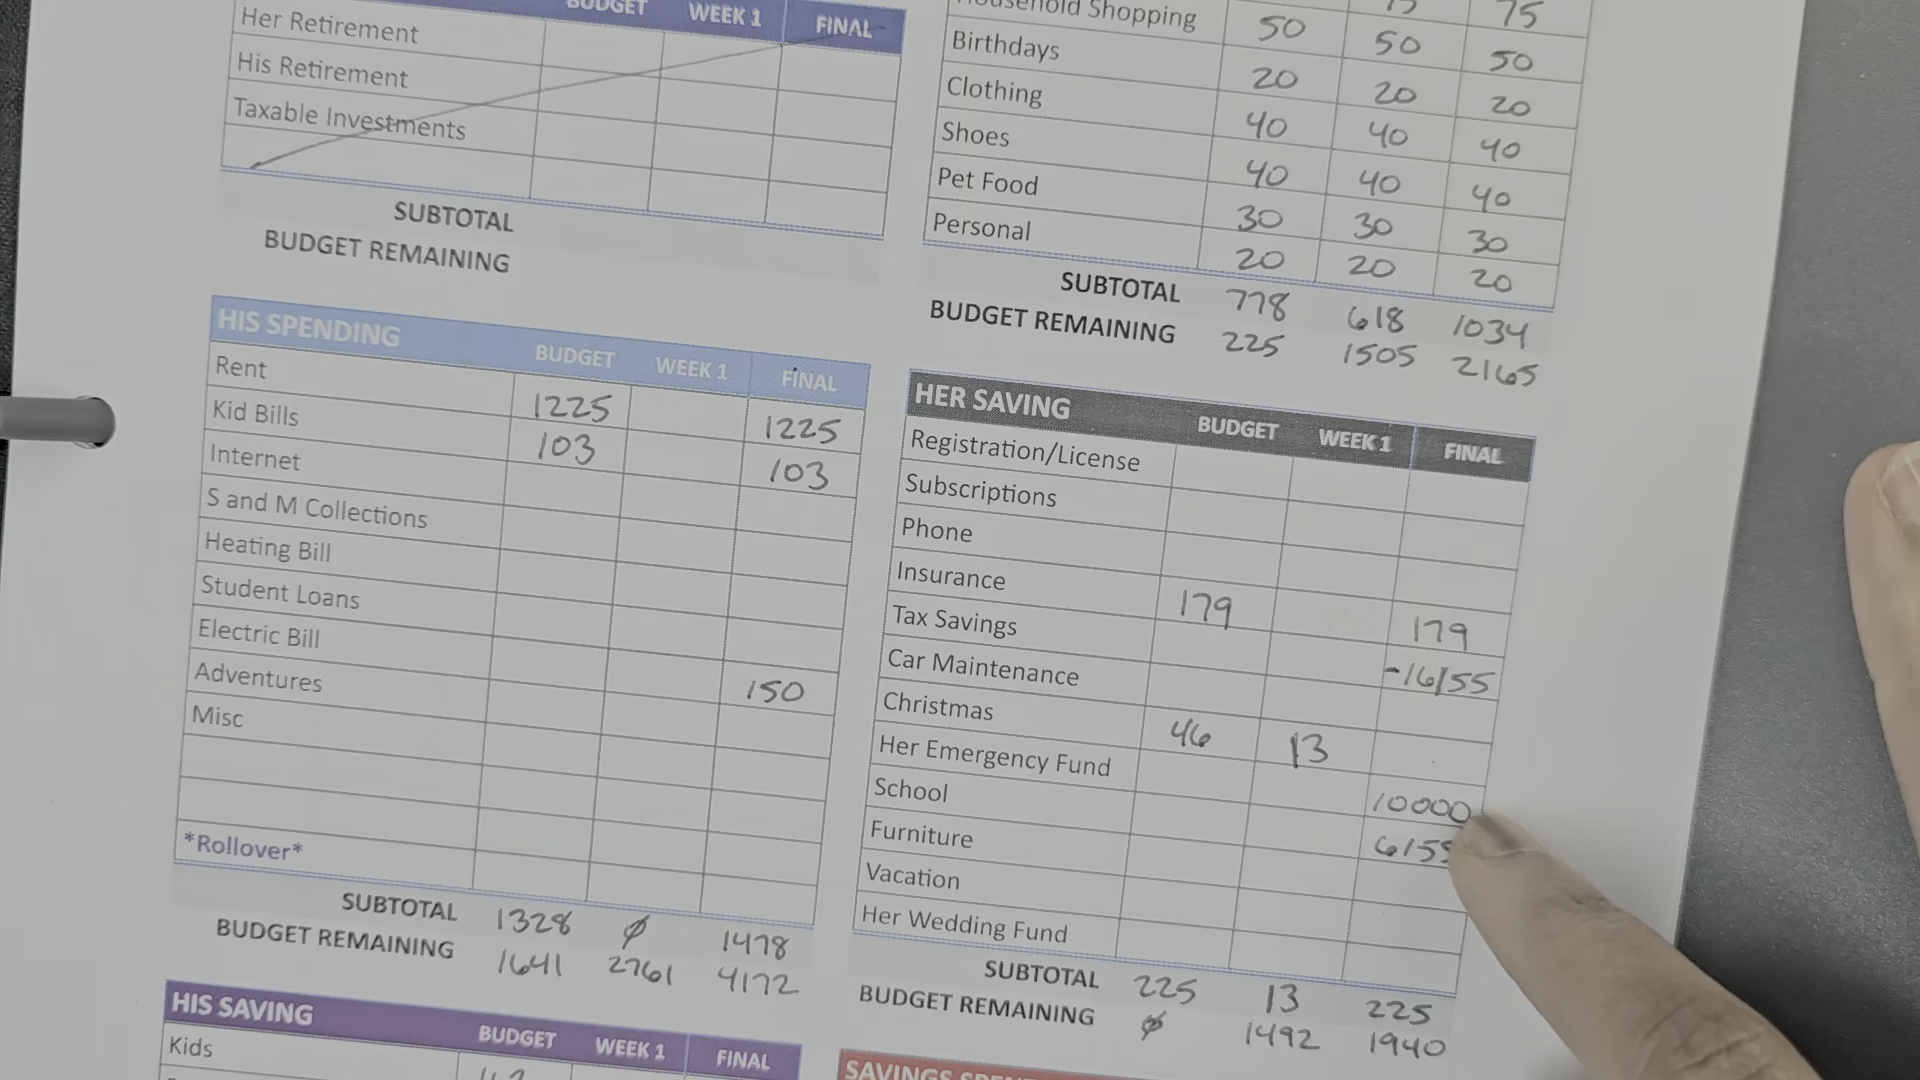 BUDGET WEEK 1 FINAL
Her Retirement
His Retirement
Taxable Investments
SUBTOTAL
BUDGET REMAINING
HIS SPENDING BUDGET WEEK 1 FINAL
Rent 1225 1225
Kid Bills 103 103
Internet
S and M Collections
Heating Bill
Student Loans
Electric Bill
Adventures 150
Misc
*Rollover*
SUBTOTAL 1328 ∅ 1478
BUDGET REMAINING 1641 2761 4172
HIS SAVING BUDGET WEEK 1 FINAL
Kids
Household Shopping 50 50 50
75
Birthdays 20 20 20
Clothing 40 40 40
Shoes 40 40 40
Pet Food 30 30 30
Personal 20 20 20
SUBTOTAL 778 618 1034
BUDGET REMAINING 225 1505 2165
HER SAVING BUDGET WEEK 1 FINAL
Registration/License
Subscriptions
Phone
Insurance 179 179
Tax Savings -16155
Car Maintenance
Christmas 46 13
Her Emergency Fund 10000
School 6155
Furniture
Vacation
Her Wedding Fund
SUBTOTAL 225 13 225
BUDGET REMAINING ∅ 1492 1940
SAVINGS